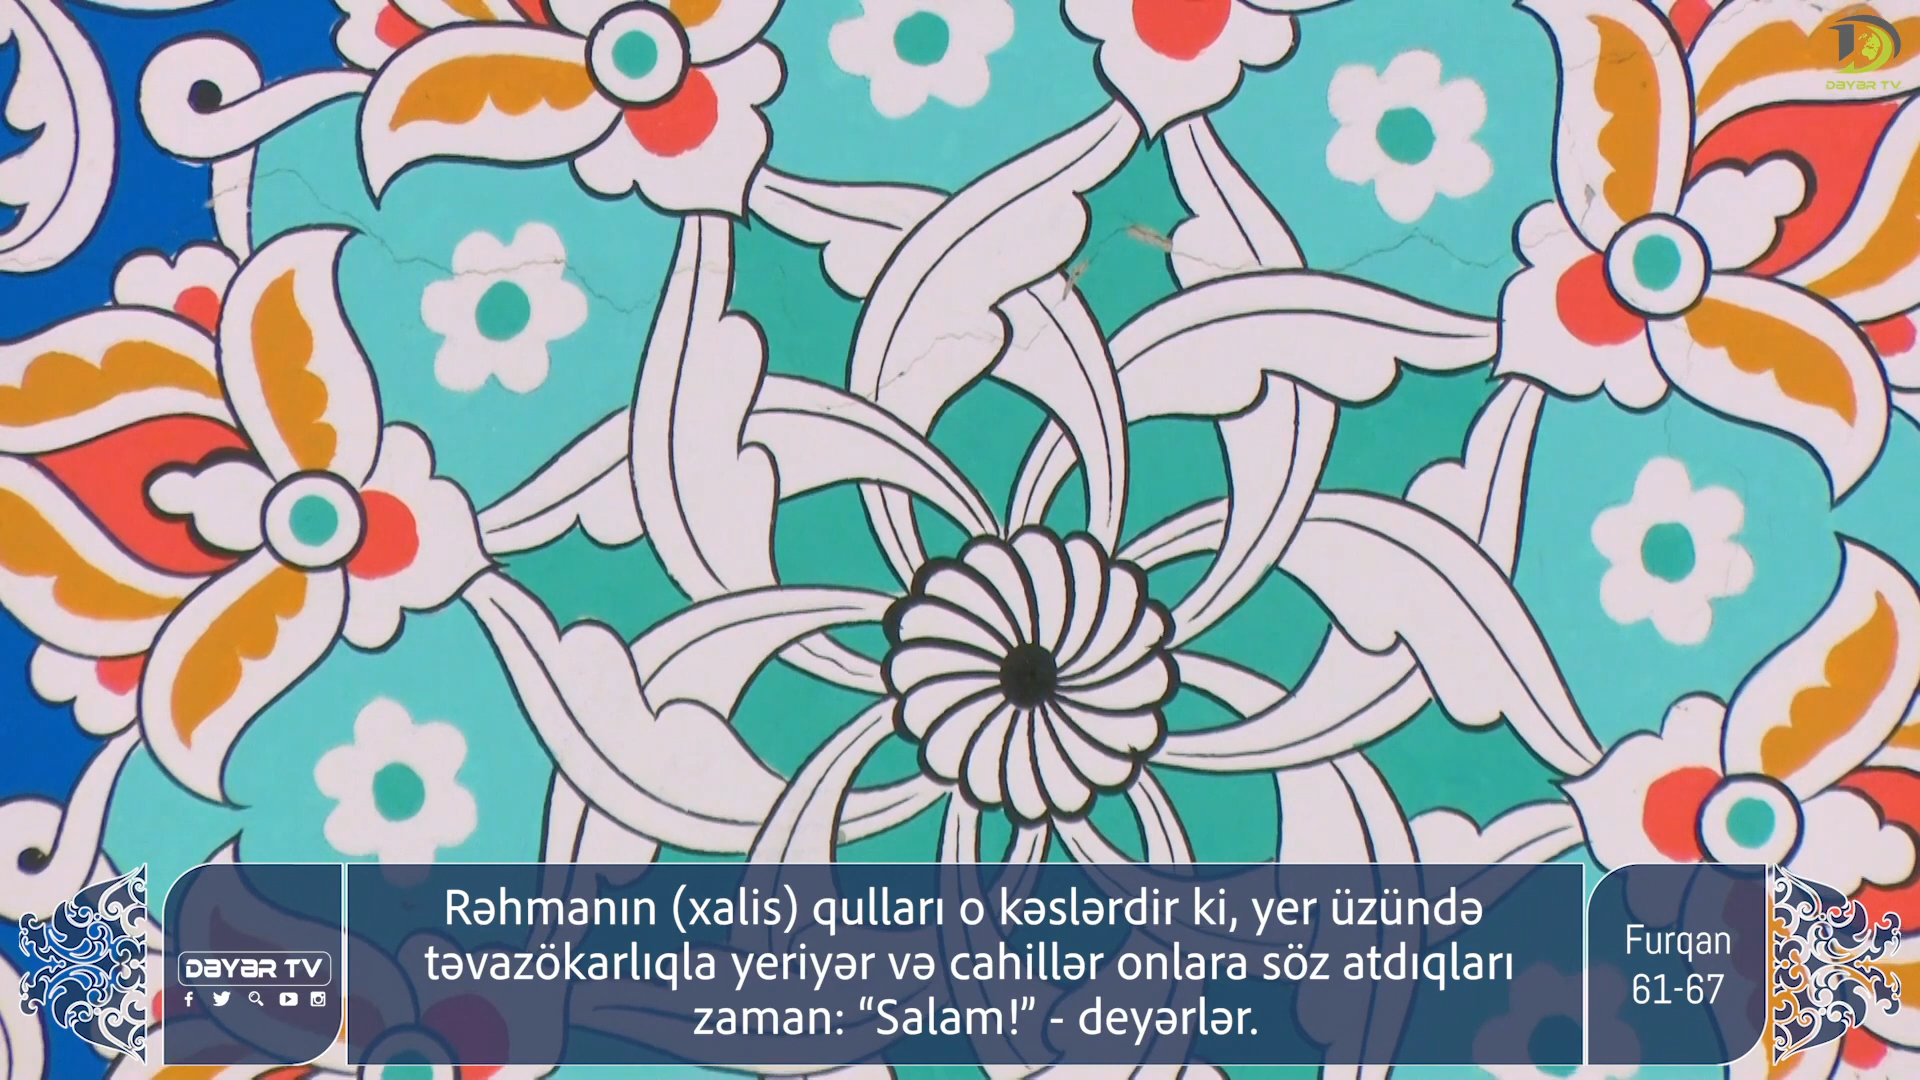 DƏYƏR TV
Rəhmanın (xalis) qulları o kəslərdir ki, yer üzündə
təvazökarlıqla yeriyər və cahillər onlara söz atdıqları
zaman: “Salam!” - deyərlər.
DƏYƏR TV
Furqan
61-67